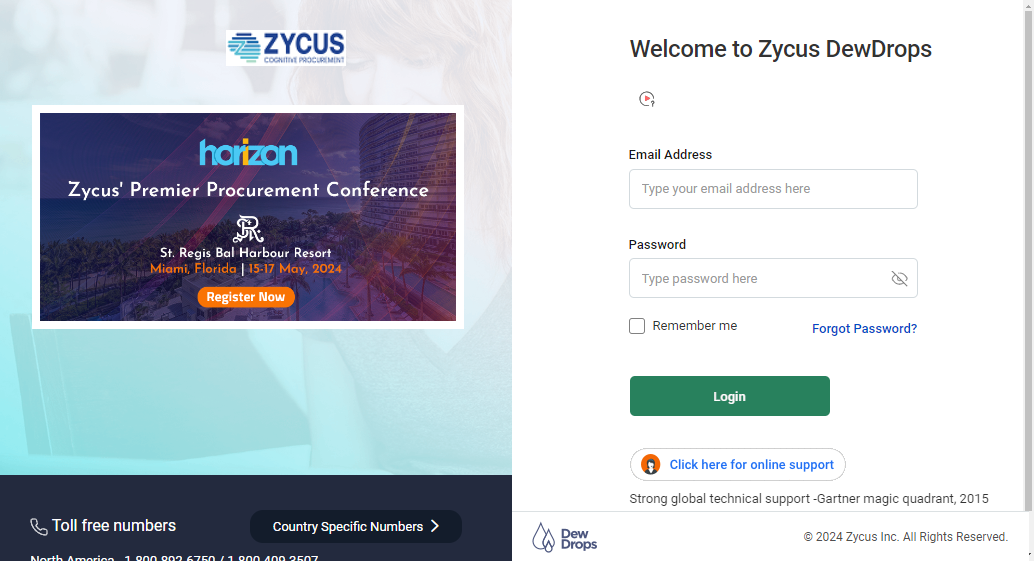 ZYCUS
COGNITIVE PROCUREMENT
horizon
Zycus' Premier Procurement Conference
St. Regis Bal Harbour Resort
Miami, Florida | 15-17 May, 2024
Register Now
Toll free numbers
Country Specific Numbers
North America - 1 800 892 6750 / 1 800 409 3507
Welcome to Zycus DewDrops
Email Address
Type your email address here
Password
Type password here
Remember me
Forgot Password?
Login
Click here for online support
Strong global technical support -Gartner magic quadrant, 2015
Dew
Drops
© 2024 Zycus Inc. All Rights Reserved.